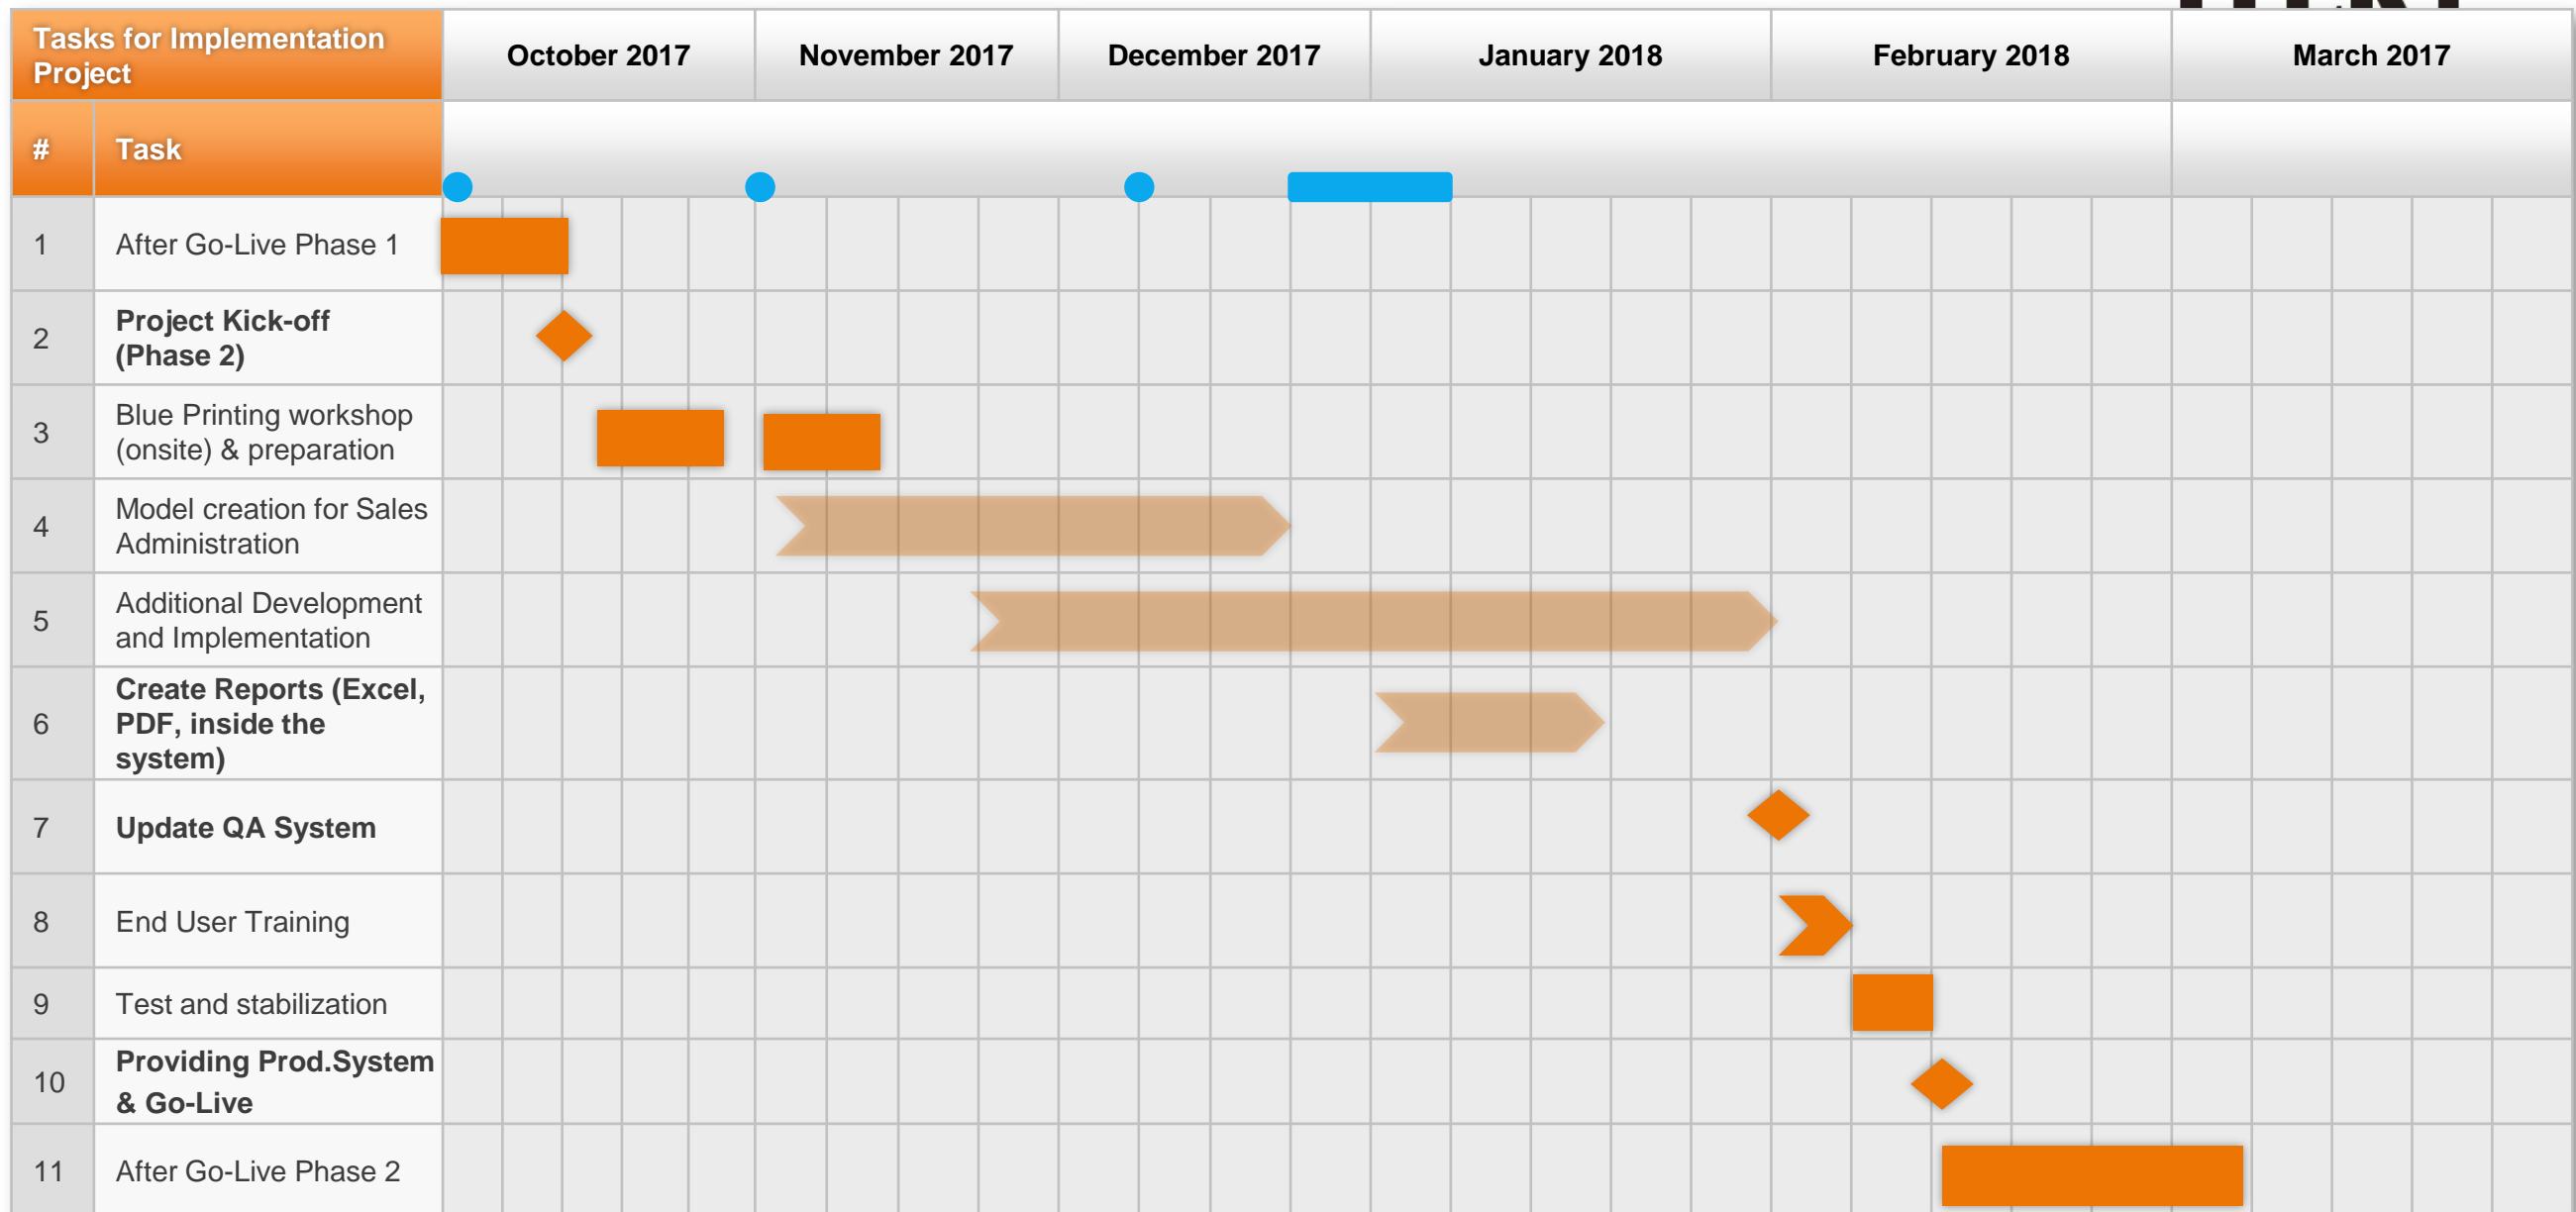 Tasks for Implementation
Project
October 2017
November 2017
December 2017
January 2018
February 2018
March 2017
#
Task
1
After Go-Live Phase 1
2
Project Kick-off
(Phase 2)
3
Blue Printing workshop
(onsite) & preparation
4
Model creation for Sales
Administration
5
Additional Development
and Implementation
6
Create Reports (Excel,
PDF, inside the
system)
7
Update QA System
8
End User Training
9
Test and stabilization
10
Providing Prod.System
& Go-Live
11
After Go-Live Phase 2